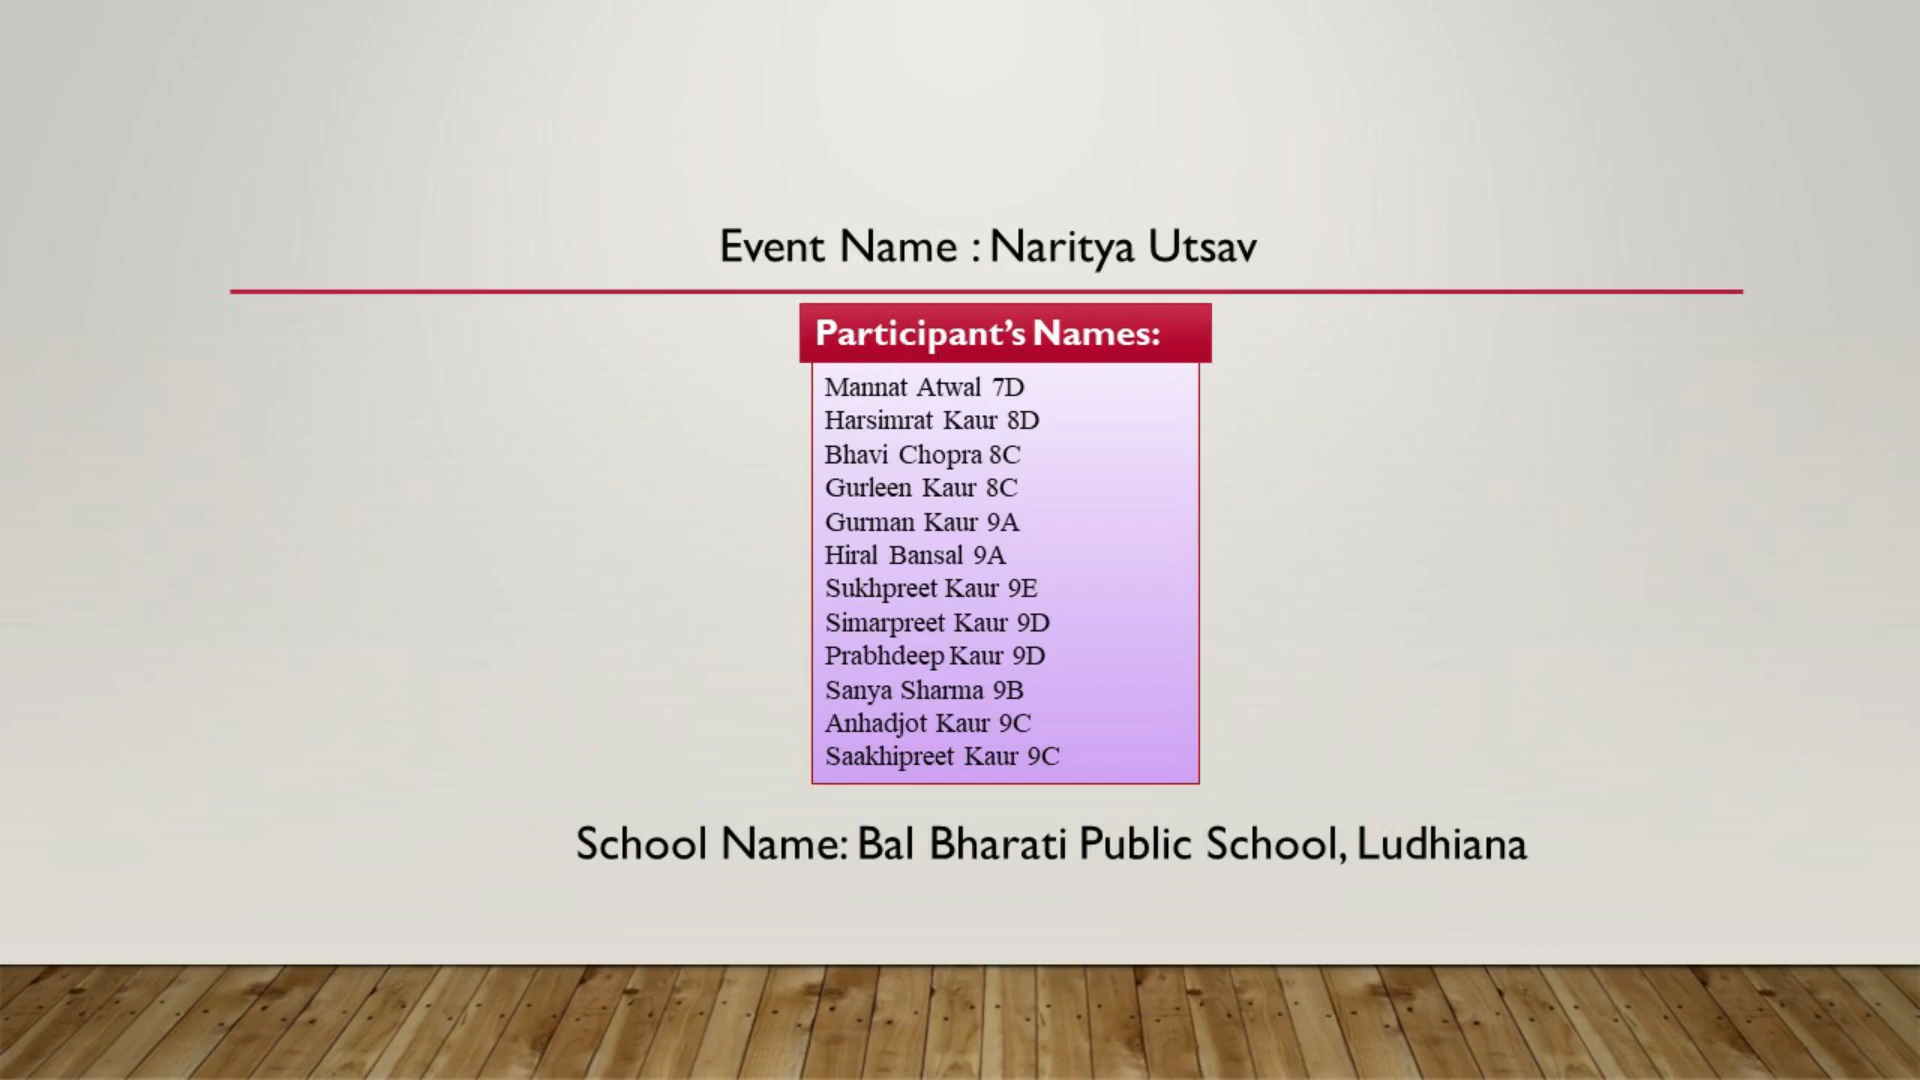 Event Name : Naritya Utsav
Participant's Names:
Mannat Atwal 7D
Harsimrat Kaur 8D
Bhavi Chopra 8C
Gurleen Kaur 8C
Gurman Kaur 9A
Hiral Bansal 9A
Sukhpreet Kaur 9E
Simarpreet Kaur 9D
Prabhdeep Kaur 9D
Sanya Sharma 9B
Anhadjot Kaur 9C
Saakhipreet Kaur 9C
School Name: Bal Bharati Public School, Ludhiana